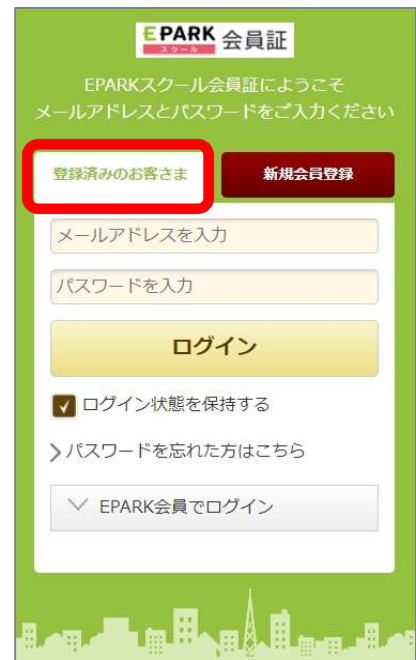 EPARK 会員証
スクール
EPARKスクール会員証にようこそ
メールアドレスとパスワードをご入力ください
登録済みのお客さま
新規会員登録
メールアドレスを入力
パスワードを入力
ログイン
ログイン状態を保持する
パスワードを忘れた方はこちら
EPARK会員でログイン